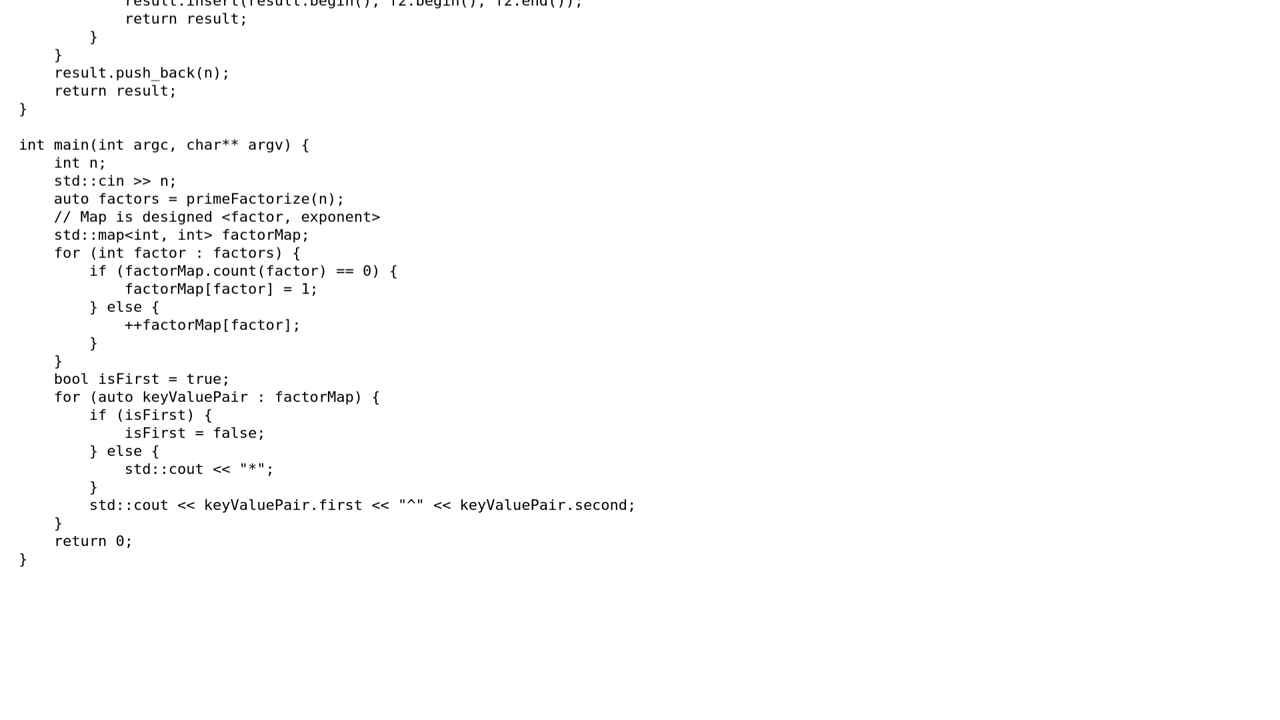 result.insert(result.begin(), f2.begin(), f2.end());
            return result;
        }
    }
    result.push_back(n);
    return result;
}

int main(int argc, char** argv) {
    int n;
    std::cin >> n;
    auto factors = primeFactorize(n);
    // Map is designed <factor, exponent>
    std::map<int, int> factorMap;
    for (int factor : factors) {
        if (factorMap.count(factor) == 0) {
            factorMap[factor] = 1;
        } else {
            ++factorMap[factor];
        }
    }
    bool isFirst = true;
    for (auto keyValuePair : factorMap) {
        if (isFirst) {
            isFirst = false;
        } else {
            std::cout << "*";
        }
        std::cout << keyValuePair.first << "^" << keyValuePair.second;
    }
    return 0;
}